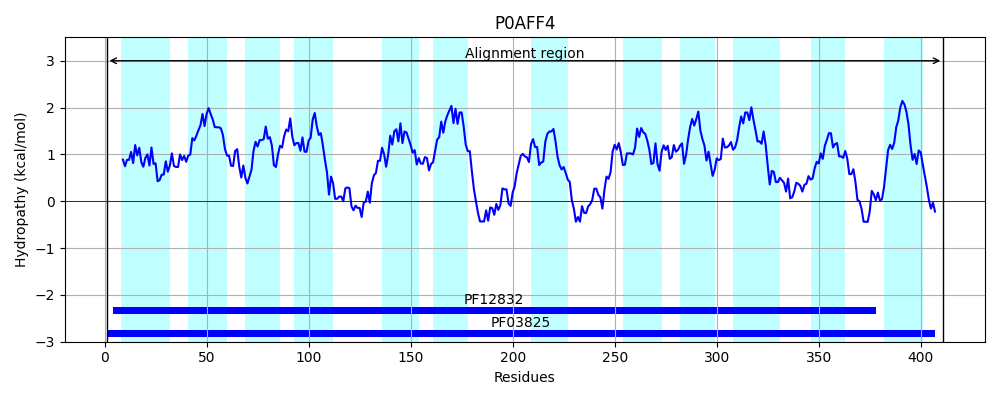 P0AFF4
3
2
1
0
−1
−2
−3
Hydropathy (kcal/mol)
Alignment region
PF12832
PF03825
0 50 100 150 200 250 300 350 400
Residues